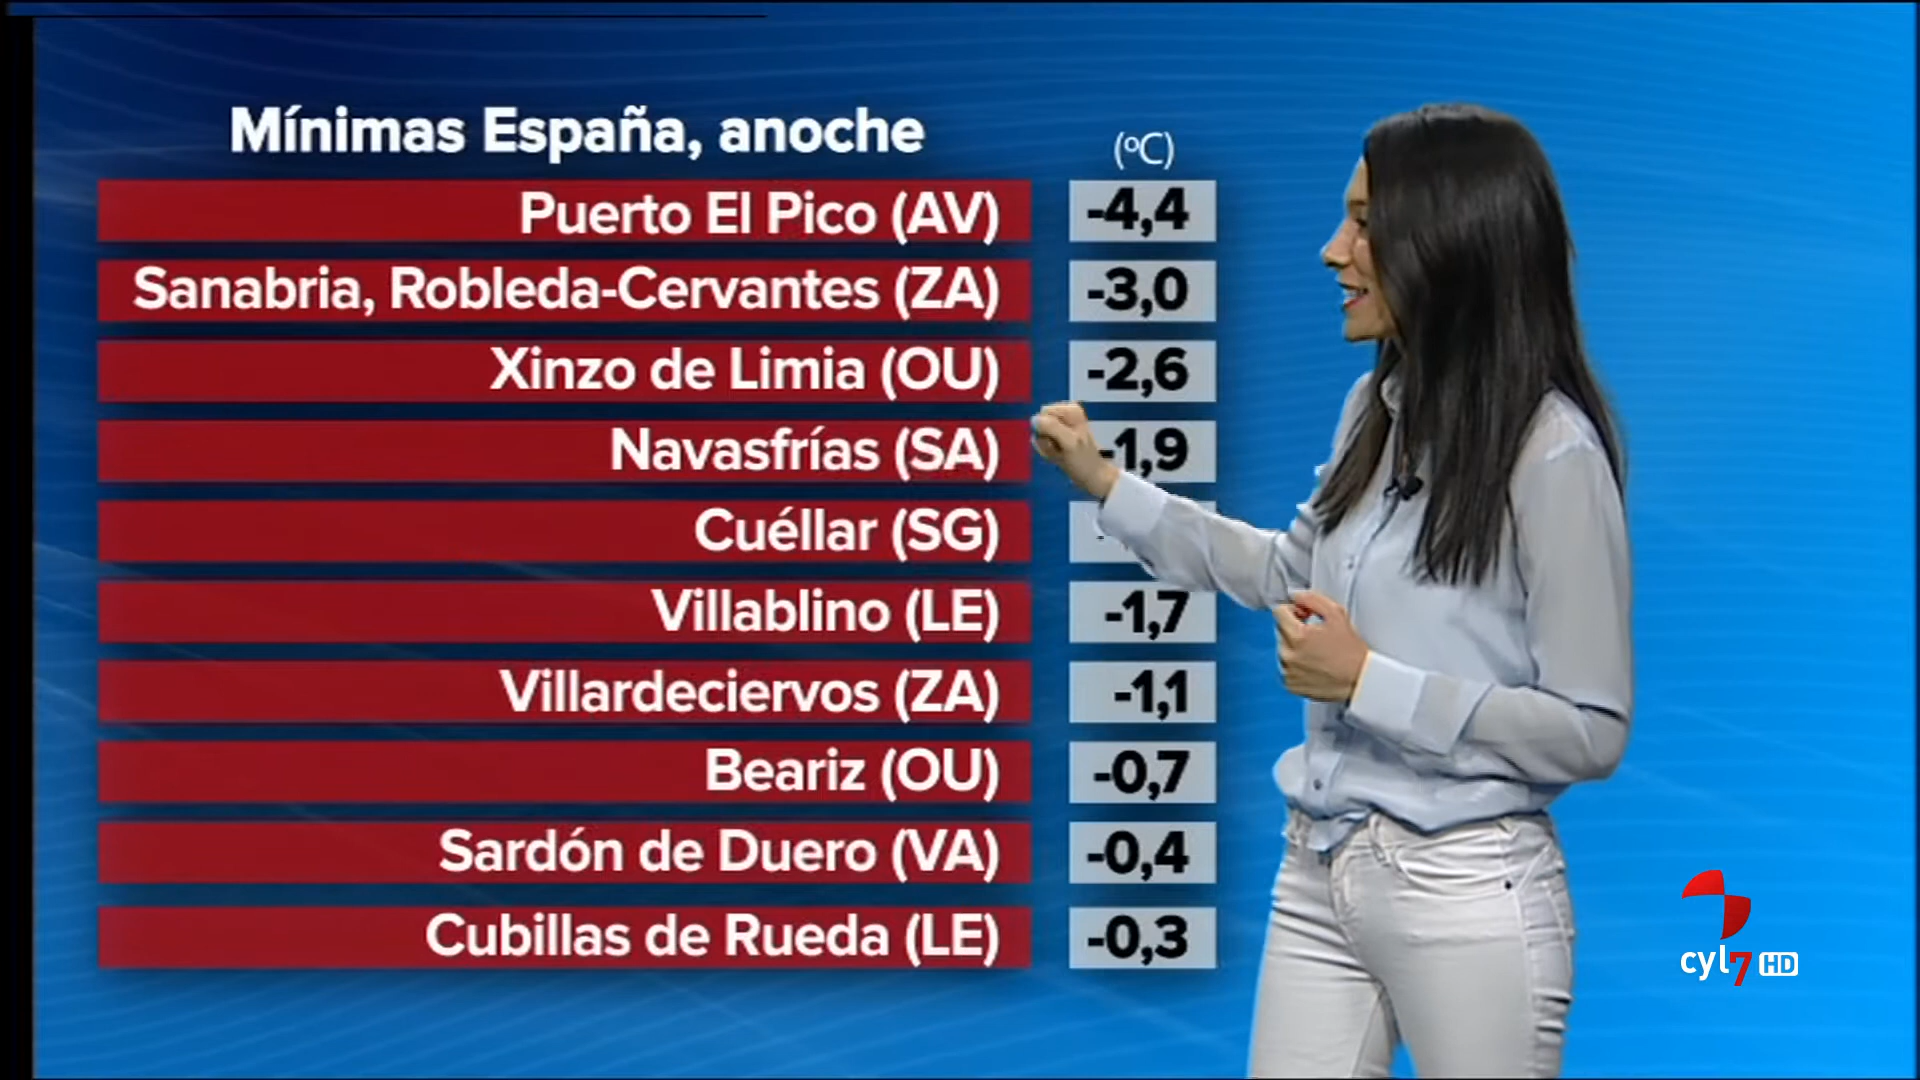 Mínimas España, anoche
(ºC)
Puerto El Pico (AV) -4,4
Sanabria, Robleda-Cervantes (ZA) -3,0
Xinzo de Limia (OU) -2,6
Navasfrías (SA) -1,9
Cuéllar (SG)
Villablino (LE) -1,7
Villardeciervos (ZA) -1,1
Beariz (OU) -0,7
Sardón de Duero (VA) -0,4
Cubillas de Rueda (LE) -0,3
cyl7 HD